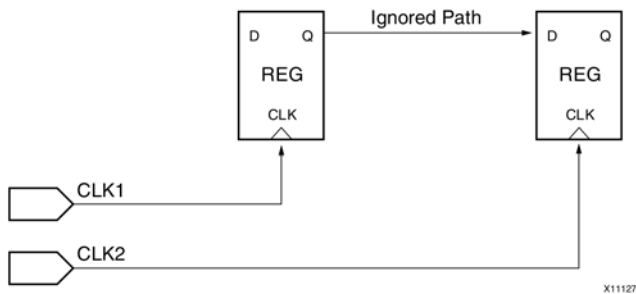 Ignored Path
D Q
REG
CLK
D Q
REG
CLK
CLK1
CLK2
X11127